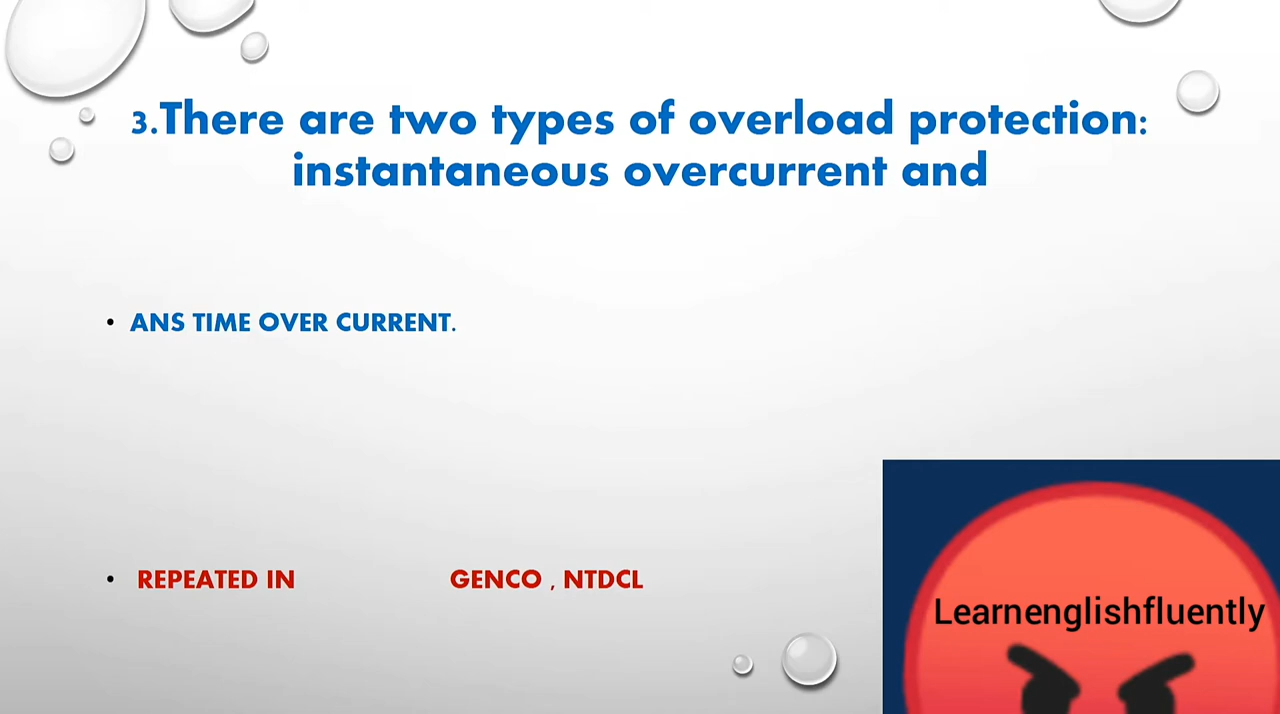 3.There are two types of overload protection:
instantaneous overcurrent and
• ANS TIME OVER CURRENT.
• REPEATED IN GENCO , NTDCL
Learnenglishfluently